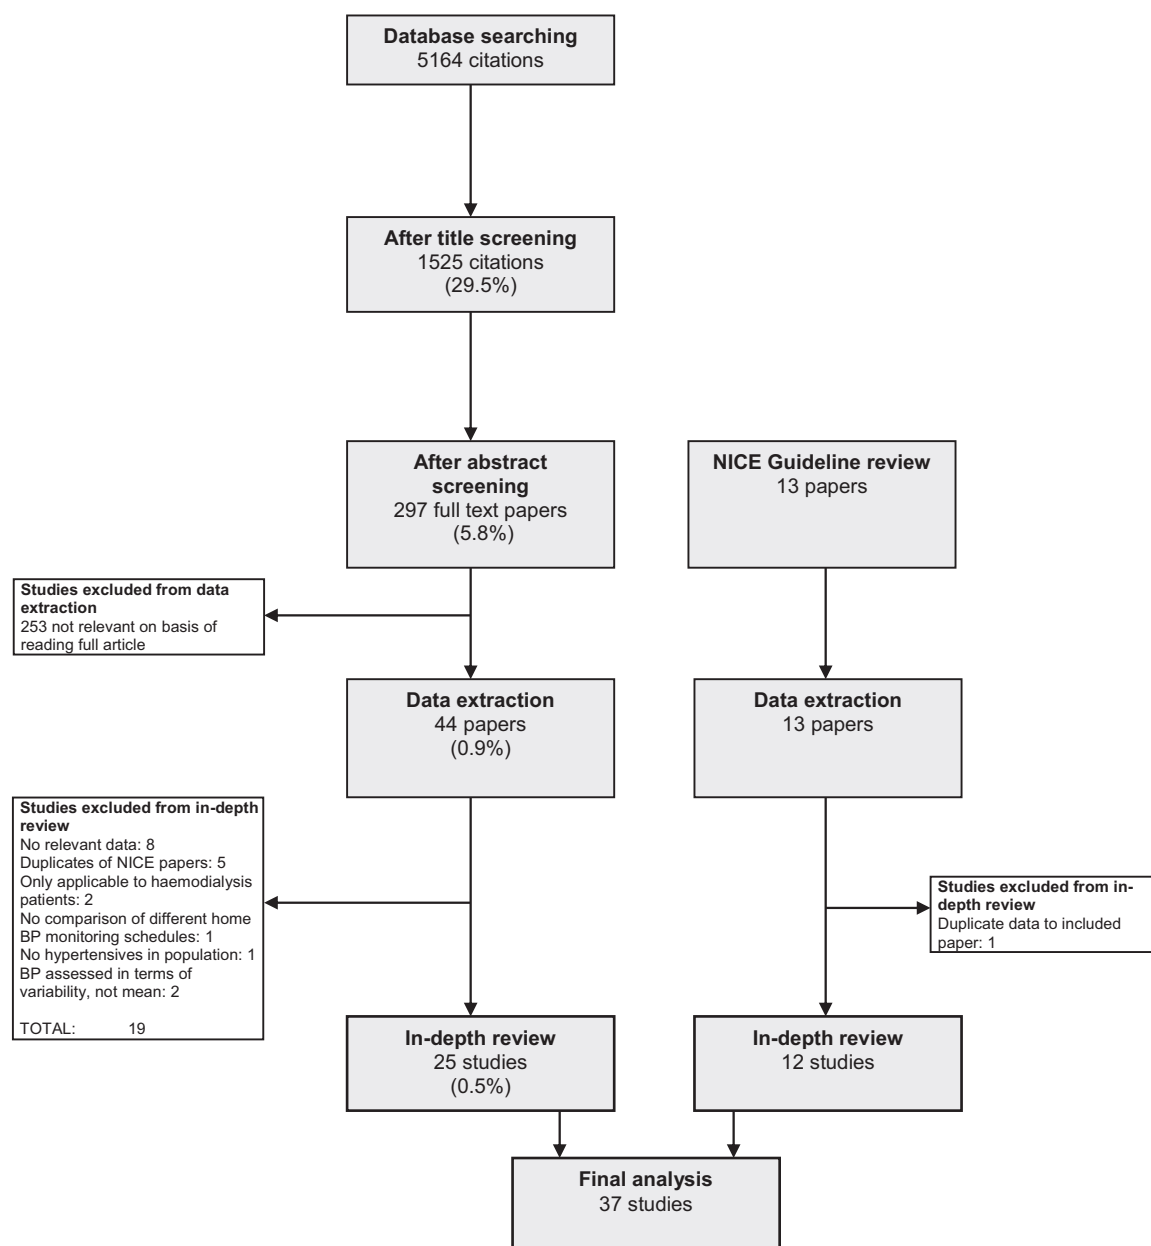 Database searching
5164 citations
After title screening
1525 citations
(29.5%)
After abstract
screening
297 full text papers
(5.8%)
NICE Guideline review
13 papers
Studies excluded from data
extraction
253 not relevant on basis of
reading full article
Data extraction
44 papers
(0.9%)
Data extraction
13 papers
Studies excluded from in-depth
review
No relevant data: 8
Duplicates of NICE papers: 5
Only applicable to haemodialysis
patients: 2
No comparison of different home
BP monitoring schedules: 1
No hypertensives in population: 1
BP assessed in terms of
variability, not mean: 2
TOTAL: 19
Studies excluded from in-
depth review
Duplicate data to included
paper: 1
In-depth review
25 studies
(0.5%)
In-depth review
12 studies
Final analysis
37 studies